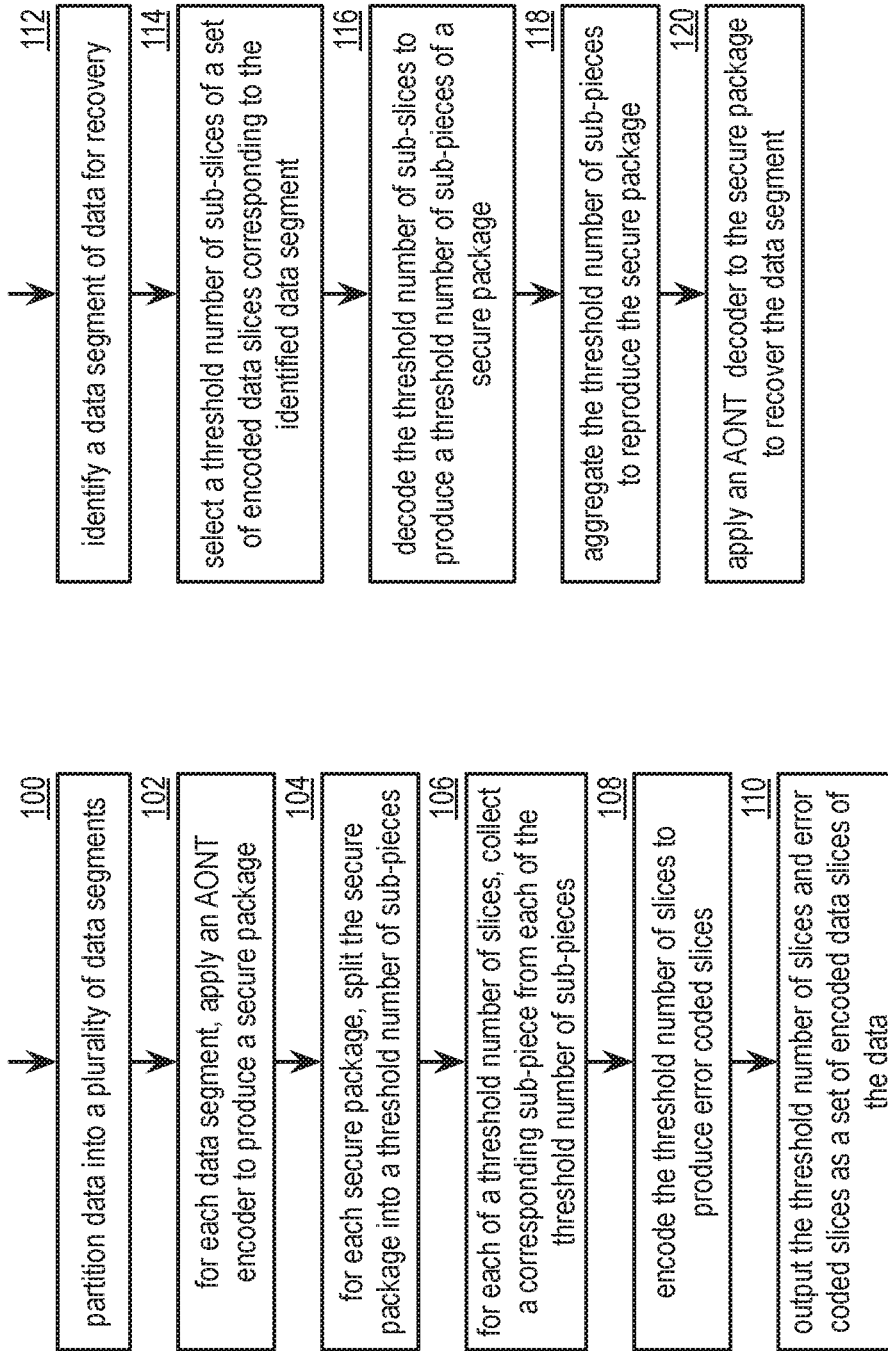 100
partition data into a plurality of data segments
102
for each data segment, apply an AONT
encoder to produce a secure package
104
for each secure package, split the secure
package into a threshold number of sub-pieces
106
for each of a threshold number of slices, collect
a corresponding sub-piece from each of the
threshold number of sub-pieces
108
encode the threshold number of slices to
produce error coded slices
110
output the threshold number of slices and error
coded slices as a set of encoded data slices of
the data
112
identify a data segment of data for recovery
114
select a threshold number of sub-slices of a set
of encoded data slices corresponding to the
identified data segment
116
decode the threshold number of sub-slices to
produce a threshold number of sub-pieces of a
secure package
118
aggregate the threshold number of sub-pieces
to reproduce the secure package
120
apply an AONT decoder to the secure package
to recover the data segment